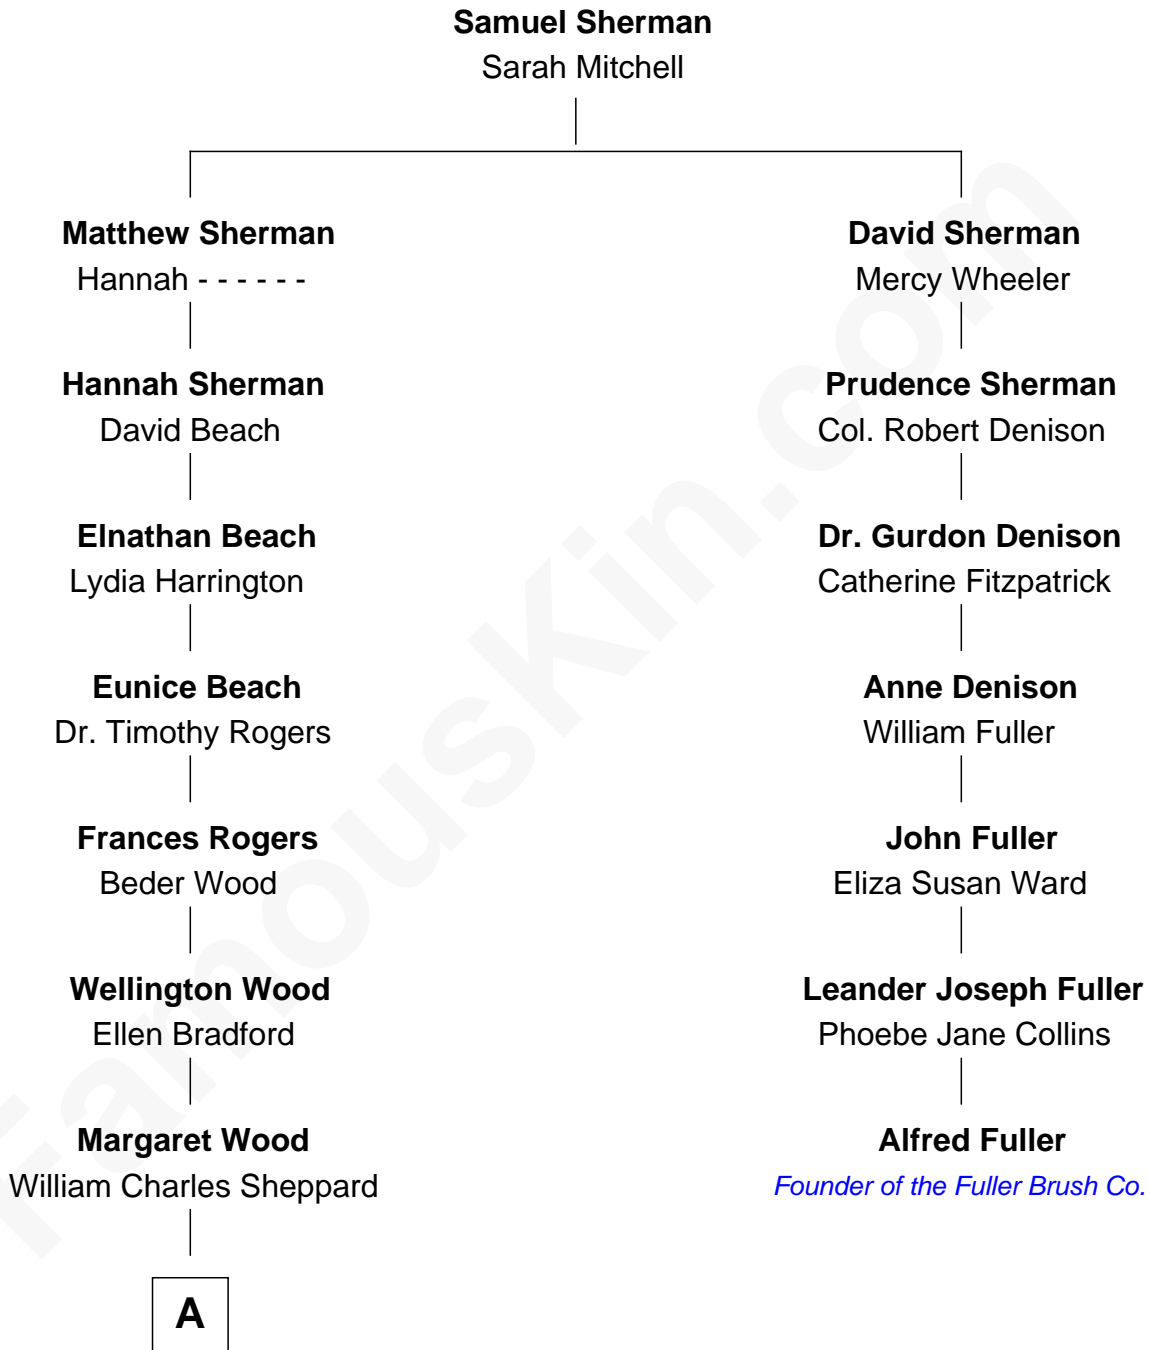 Samuel Sherman
Sarah Mitchell
Matthew Sherman
Hannah - - - - - -
Hannah Sherman
David Beach
Elnathan Beach
Lydia Harrington
Eunice Beach
Dr. Timothy Rogers
Frances Rogers
Beder Wood
Wellington Wood
Ellen Bradford
Margaret Wood
William Charles Sheppard
A
David Sherman
Mercy Wheeler
Prudence Sherman
Col. Robert Denison
Dr. Gurdon Denison
Catherine Fitzpatrick
Anne Denison
William Fuller
John Fuller
Eliza Susan Ward
Leander Joseph Fuller
Phoebe Jane Collins
Alfred Fuller
Founder of the Fuller Brush Co.
FamousKin.com